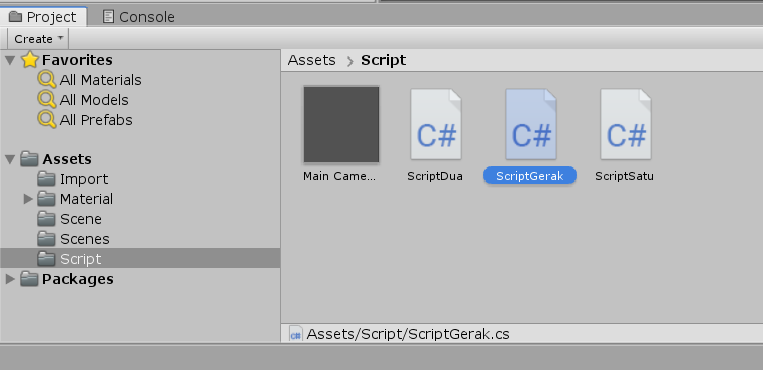 Project Console
Create
Favorites
All Materials
All Models
All Prefabs
Assets
Import
Material
Scene
Scenes
Script
Packages
Assets > Script
C# C# C#
Main Came... ScriptDua ScriptGerak ScriptSatu
C# Assets/Script/ScriptGerak.cs